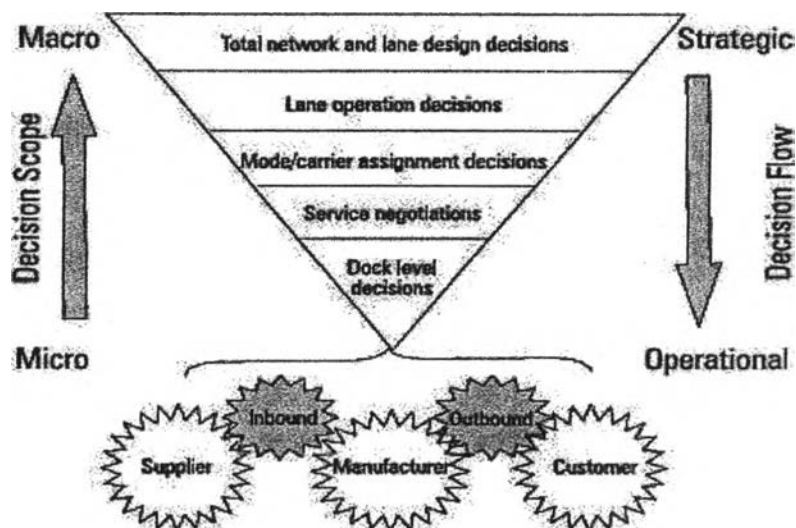 Macro
Total network and lane design decisions
Strategic
Lane operation decisions
Mode/carrier assignment decisions
Service negotiations
Dock level
decisions
Decision Scope
Decision Flow
Micro
Operational
Inbound
Outbound
Supplier
Manufacturer
Customer